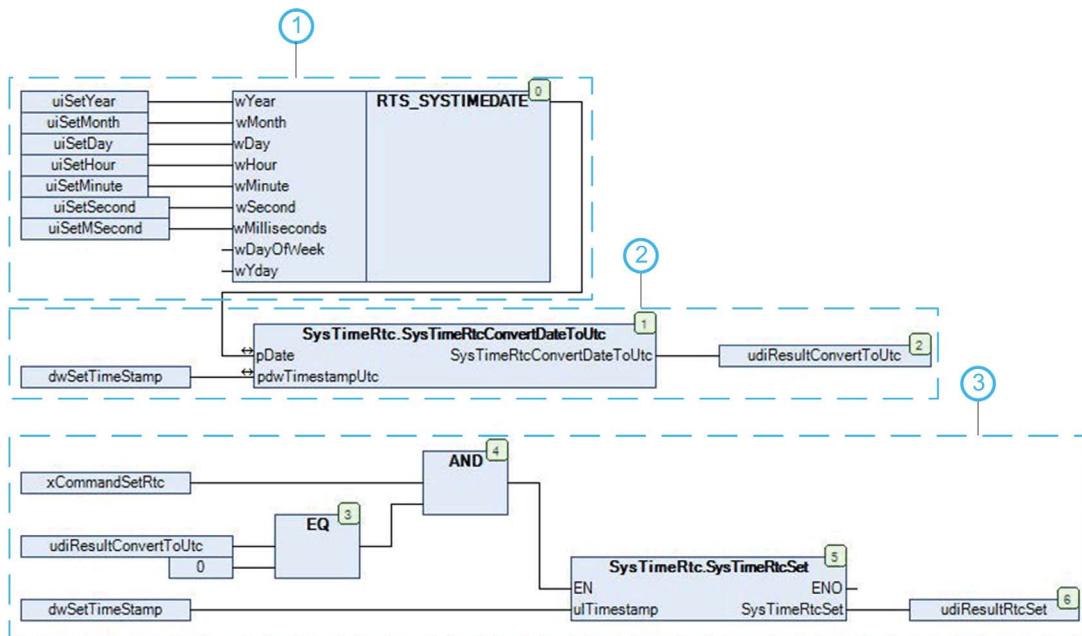 1
uiSetYear wYear RTS_SYSTIMEDATE 0
uiSetMonth wMonth
uiSetDay wDay
uiSetHour wHour
uiSetMinute wMinute
uiSetSecond wSecond
uiSetMSecond wMilliseconds
wDayOfWeek
wYday
2
SysTimeRtc.SysTimeRtcConvertDateToUtc 1
pDate SysTimeRtcConvertDateToUtc udiResultConvertToUtc 2
dwSetTimeStamp pdwTimestampUtc
3
AND 4
xCommandSetRtc
EQ 3
udiResultConvertToUtc
0
SysTimeRtc.SysTimeRtcSet 5
EN ENO
dwSetTimeStamp ulTimestamp SysTimeRtcSet udiResultRtcSet 6